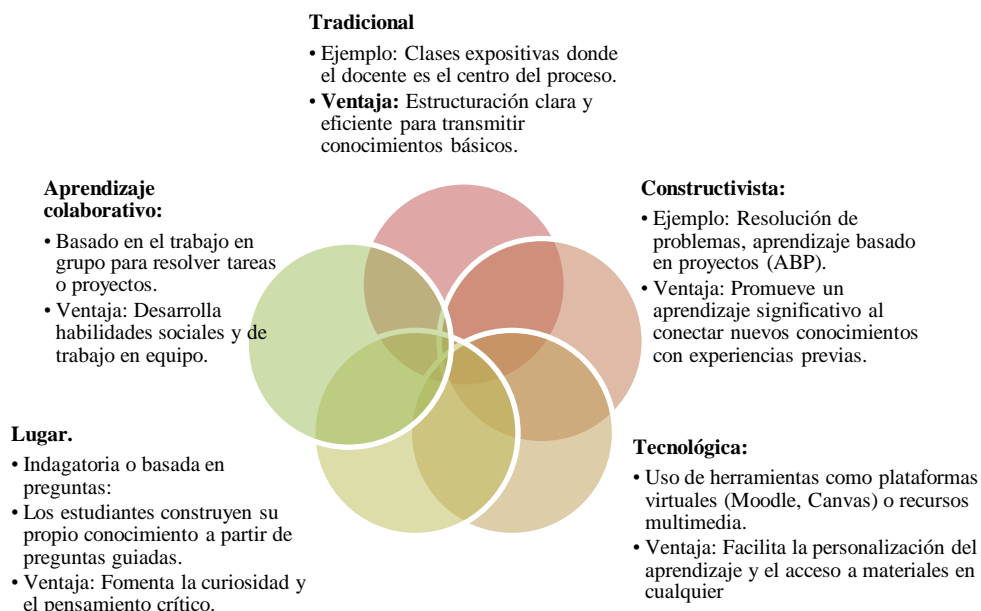 Tradicional
• Ejemplo: Clases expositivas donde
el docente es el centro del proceso.
• Ventaja: Estructuración clara y
eficiente para transmitir
conocimientos básicos.
Aprendizaje
colaborativo:
• Basado en el trabajo en
grupo para resolver tareas
o proyectos.
• Ventaja: Desarrolla
habilidades sociales y de
trabajo en equipo.
Constructivista:
• Ejemplo: Resolución de
problemas, aprendizaje basado
en proyectos (ABP).
• Ventaja: Promueve un
aprendizaje significativo al
conectar nuevos conocimientos
con experiencias previas.
Lugar.
• Indagatoria o basada en
preguntas:
• Los estudiantes construyen su
propio conocimiento a partir de
preguntas guiadas.
• Ventaja: Fomenta la curiosidad y
el pensamiento crítico.
Tecnológica:
• Uso de herramientas como plataformas
virtuales (Moodle, Canvas) o recursos
multimedia.
• Ventaja: Facilita la personalización del
aprendizaje y el acceso a materiales en
cualquier